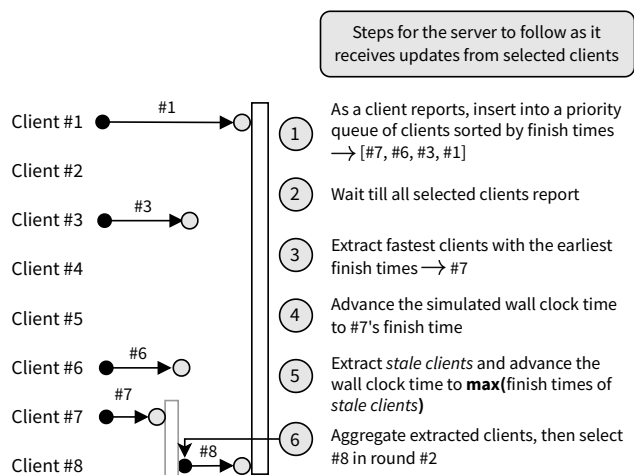 Steps for the server to follow as it
receives updates from selected clients
Client #1
#1
Client #2
Client #3
#3
Client #4
Client #5
Client #6
#6
Client #7
#7
Client #8
#8
1
As a client reports, insert into a priority
queue of clients sorted by finish times
→ [#7, #6, #3, #1]
2
Wait till all selected clients report
3
Extract fastest clients with the earliest
finish times → #7
4
Advance the simulated wall clock time
to #7's finish time
5
Extract stale clients and advance the
wall clock time to max(finish times of
stale clients)
6
Aggregate extracted clients, then select
#8 in round #2